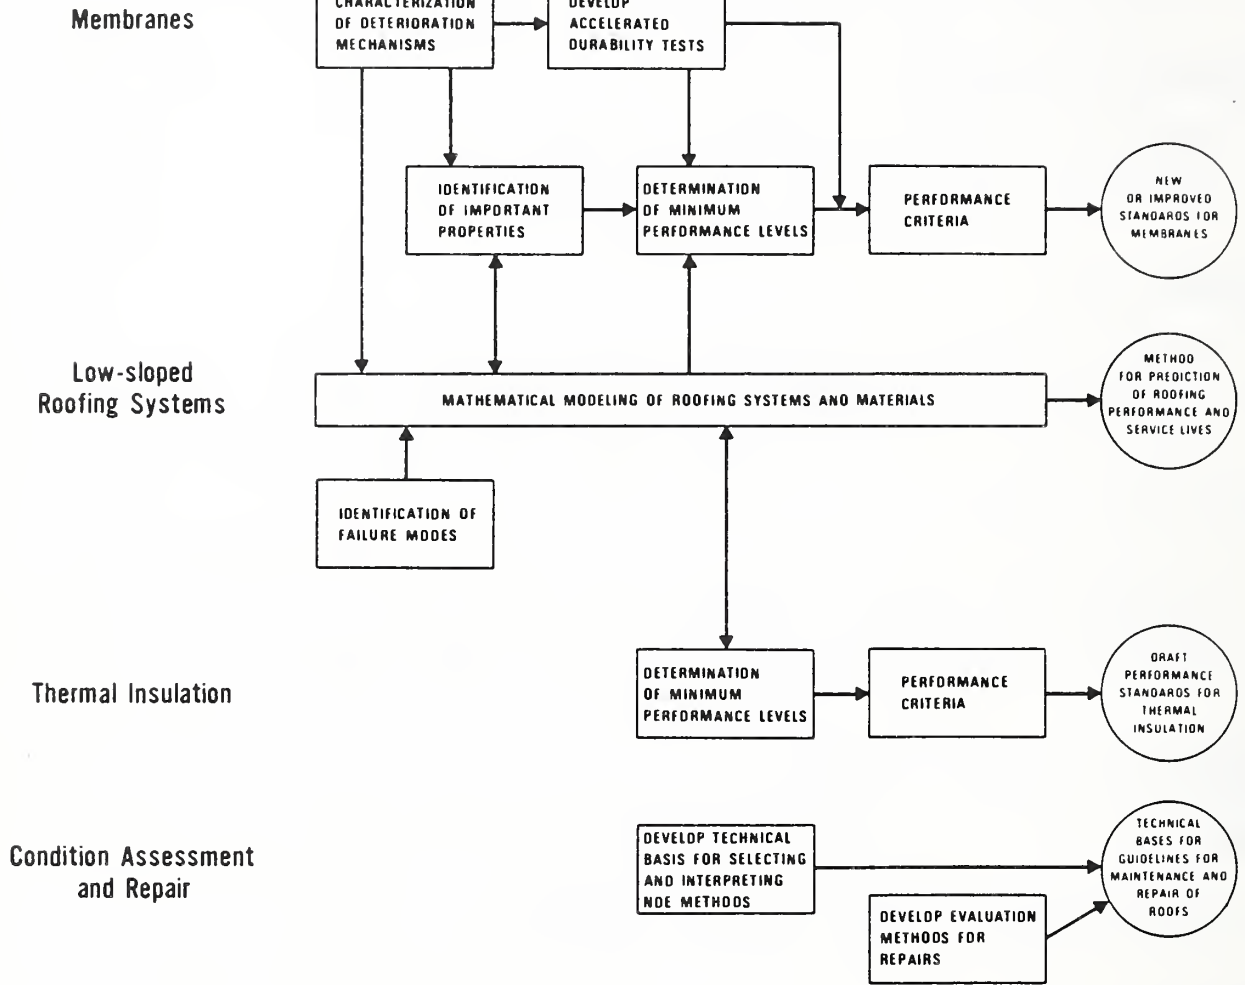 Membranes
CHARACTERIZATION
OF DETERIORATION
MECHANISMS
DEVELOP
ACCELERATED
DURABILITY TESTS
IDENTIFICATION
OF IMPORTANT
PROPERTIES
DETERMINATION
OF MINIMUM
PERFORMANCE LEVELS
PERFORMANCE
CRITERIA
NEW
OR IMPROVED
STANDARDS FOR
MEMBRANES
Low-sloped
Roofing Systems
MATHEMATICAL MODELING OF ROOFING SYSTEMS AND MATERIALS
METHOD
FOR PREDICTION
OF ROOFING
PERFORMANCE AND
SERVICE LIVES
IDENTIFICATION OF
FAILURE MODES
Thermal Insulation
DETERMINATION
OF MINIMUM
PERFORMANCE LEVELS
PERFORMANCE
CRITERIA
DRAFT
PERFORMANCE
STANDARDS FOR
THERMAL
INSULATION
Condition Assessment
and Repair
DEVELOP TECHNICAL
BASIS FOR SELECTING
AND INTERPRETING
NDE METHODS
DEVELOP EVALUATION
METHODS FOR
REPAIRS
TECHNICAL
BASES FOR
GUIDELINES FOR
MAINTENANCE AND
REPAIR OF
ROOFS